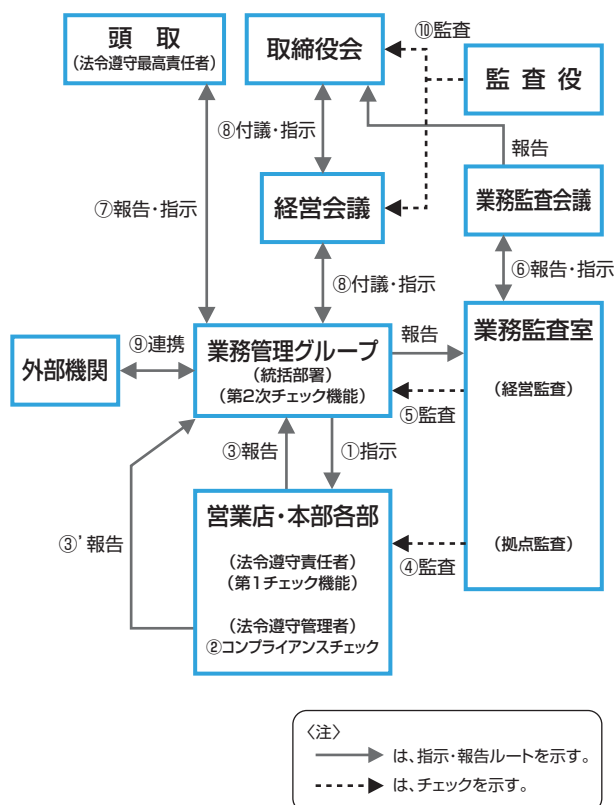 頭 取
(法令遵守最高責任者)
取締役会
⑩監査
監 査 役
⑧付議・指示
報告
⑦報告・指示
経営会議
業務監査会議
⑥報告・指示
⑧付議・指示
外部機関
⑨連携
業務管理グループ
(統括部署)
(第2次チェック機能)
報告
業務監査室
(経営監査)
⑤監査
③報告
①指示
③’報告
営業店・本部各部
(法令遵守責任者)
(第1チェック機能)
(法令遵守管理者)
②コンプライアンスチェック
④監査
(拠点監査)
〈注〉
は、指示・報告ルートを示す。
は、チェックを示す。